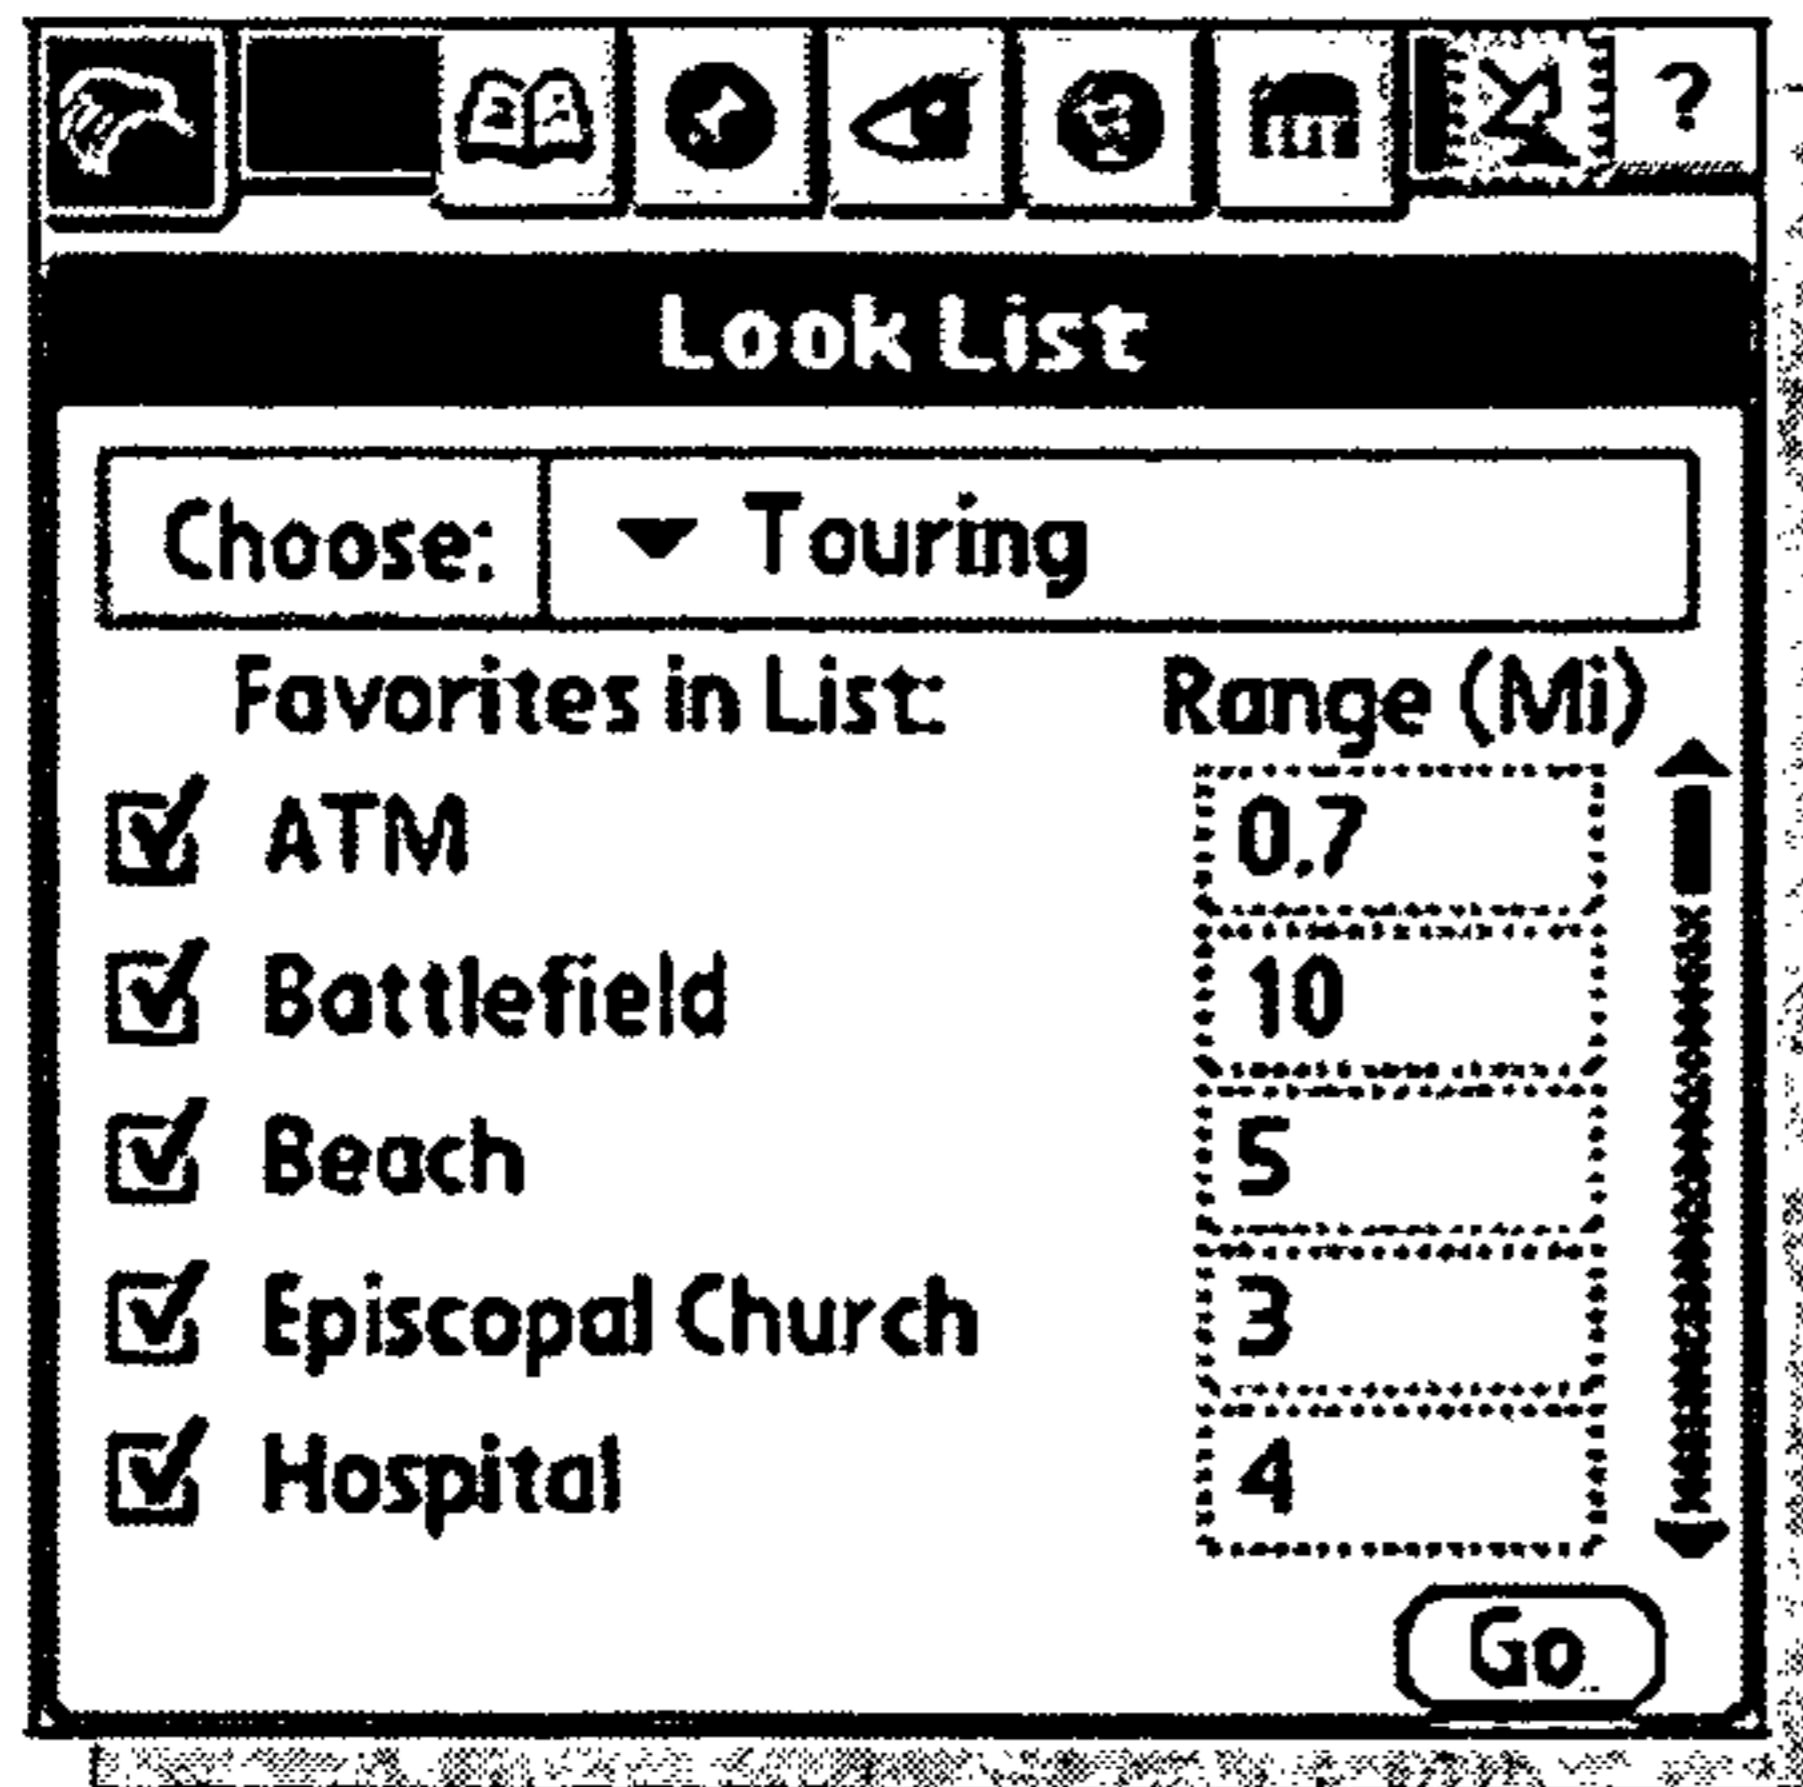 ?
Look List
Choose: Touring
Favorites in List: Range (Mi)
ATM 0.7
Battlefield 10
Beach 5
Episcopal Church 3
Hospital 4
Go